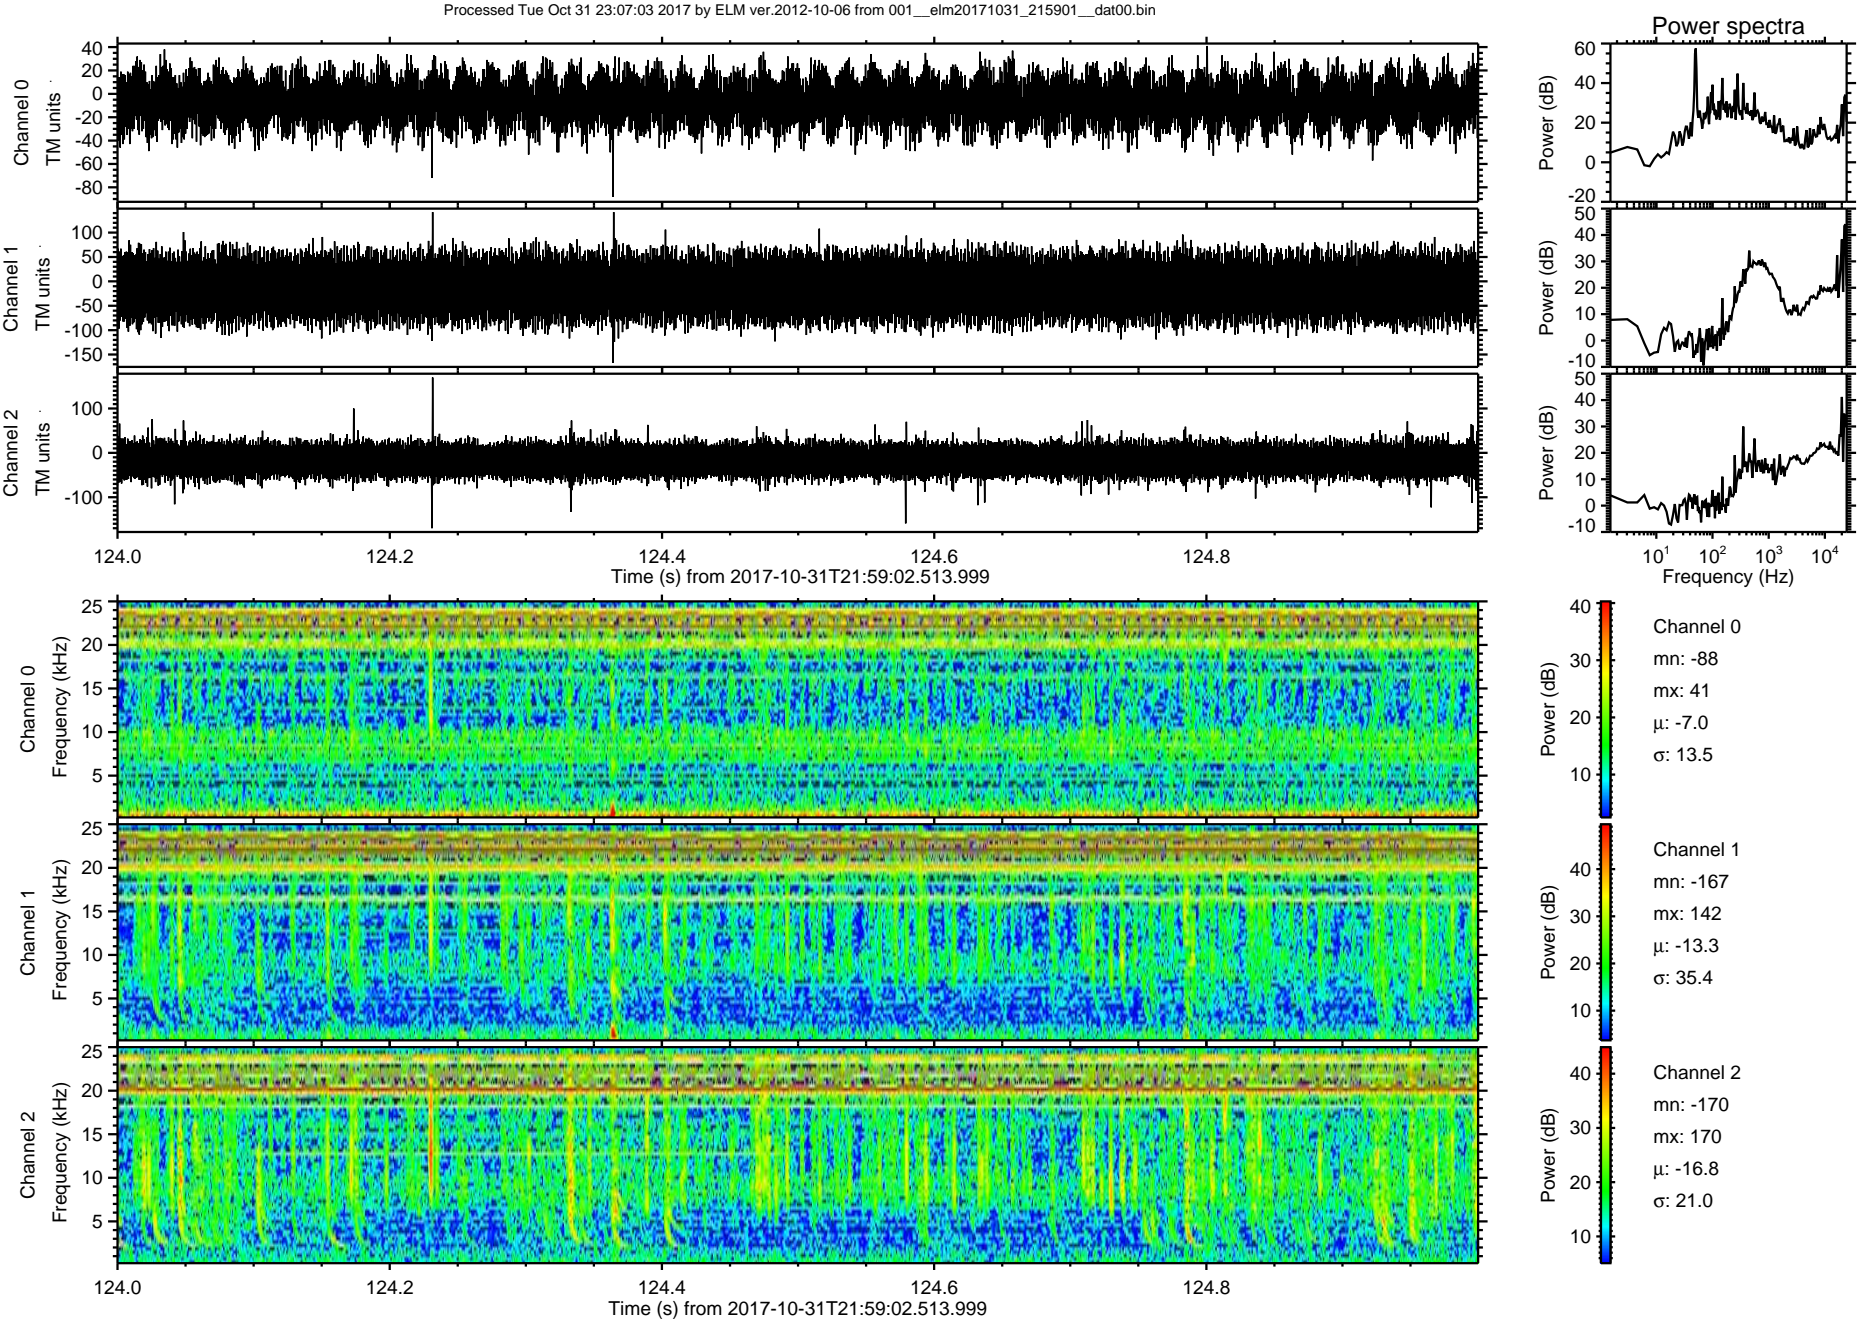 Processed Tue Oct 31 23:07:03 2017 by ELM ver.2012-10-06 from 001__elm20171031_215901__dat00.bin
Power spectra
Channel 0
TM units
40
20
0
-20
-40
-60
-80
Power (dB)
60
40
20
0
-20
Channel 1
TM units
100
50
0
-50
-100
-150
Power (dB)
50
40
30
20
10
0
-10
Channel 2
TM units
100
0
-100
Power (dB)
50
40
30
20
10
0
-10
124.0 124.2 124.4 124.6 124.8
Time (s) from 2017-10-31T21:59:02.513.999
10^1 10^2 10^3 10^4
Frequency (Hz)
Channel 0
Frequency (kHz)
25
20
15
10
5
Power (dB)
40
30
20
10
Channel 0
mn: -88
mx: 41
μ: -7.0
σ: 13.5
Channel 1
Frequency (kHz)
25
20
15
10
5
Power (dB)
40
30
20
10
Channel 1
mn: -167
mx: 142
μ: -13.3
σ: 35.4
Channel 2
Frequency (kHz)
25
20
15
10
5
Power (dB)
40
30
20
10
Channel 2
mn: -170
mx: 170
μ: -16.8
σ: 21.0
124.0 124.2 124.4 124.6 124.8
Time (s) from 2017-10-31T21:59:02.513.999